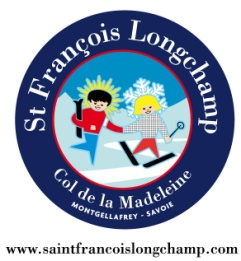 St François Longchamp
Col de la Madeleine
MONTGELLAFREY - SAVOIE
www.saintfrancoislongchamp.com